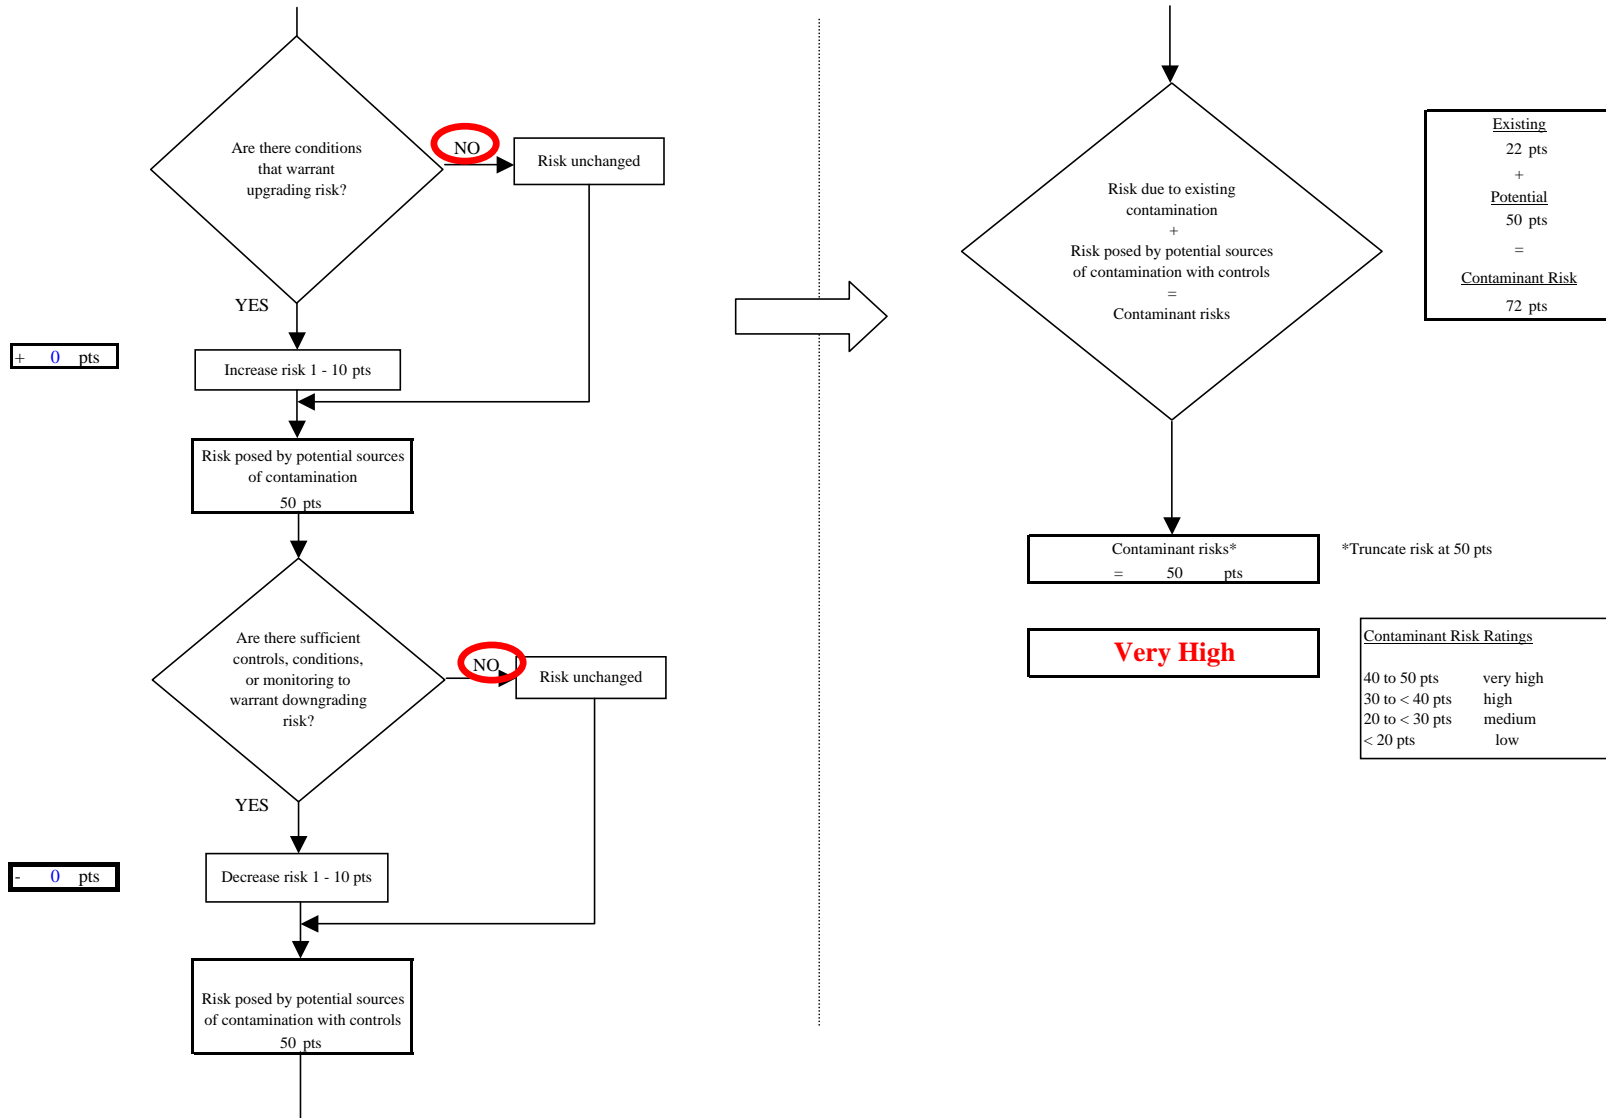 Are there conditions
that warrant
upgrading risk?
NO
Risk unchanged
YES
+ 0 pts
Increase risk 1 - 10 pts
Risk posed by potential sources
of contamination
50 pts
Are there sufficient
controls, conditions,
or monitoring to
warrant downgrading
risk?
NO
Risk unchanged
YES
- 0 pts
Decrease risk 1 - 10 pts
Risk posed by potential sources
of contamination with controls
50 pts
Risk due to existing
contamination
+
Risk posed by potential sources
of contamination with controls
=
Contaminant risks
Existing
22 pts
+
Potential
50 pts
=
Contaminant Risk
72 pts
Contaminant risks*
= 50 pts
*Truncate risk at 50 pts
Very High
Contaminant Risk Ratings
40 to 50 pts very high
30 to < 40 pts high
20 to < 30 pts medium
< 20 pts low